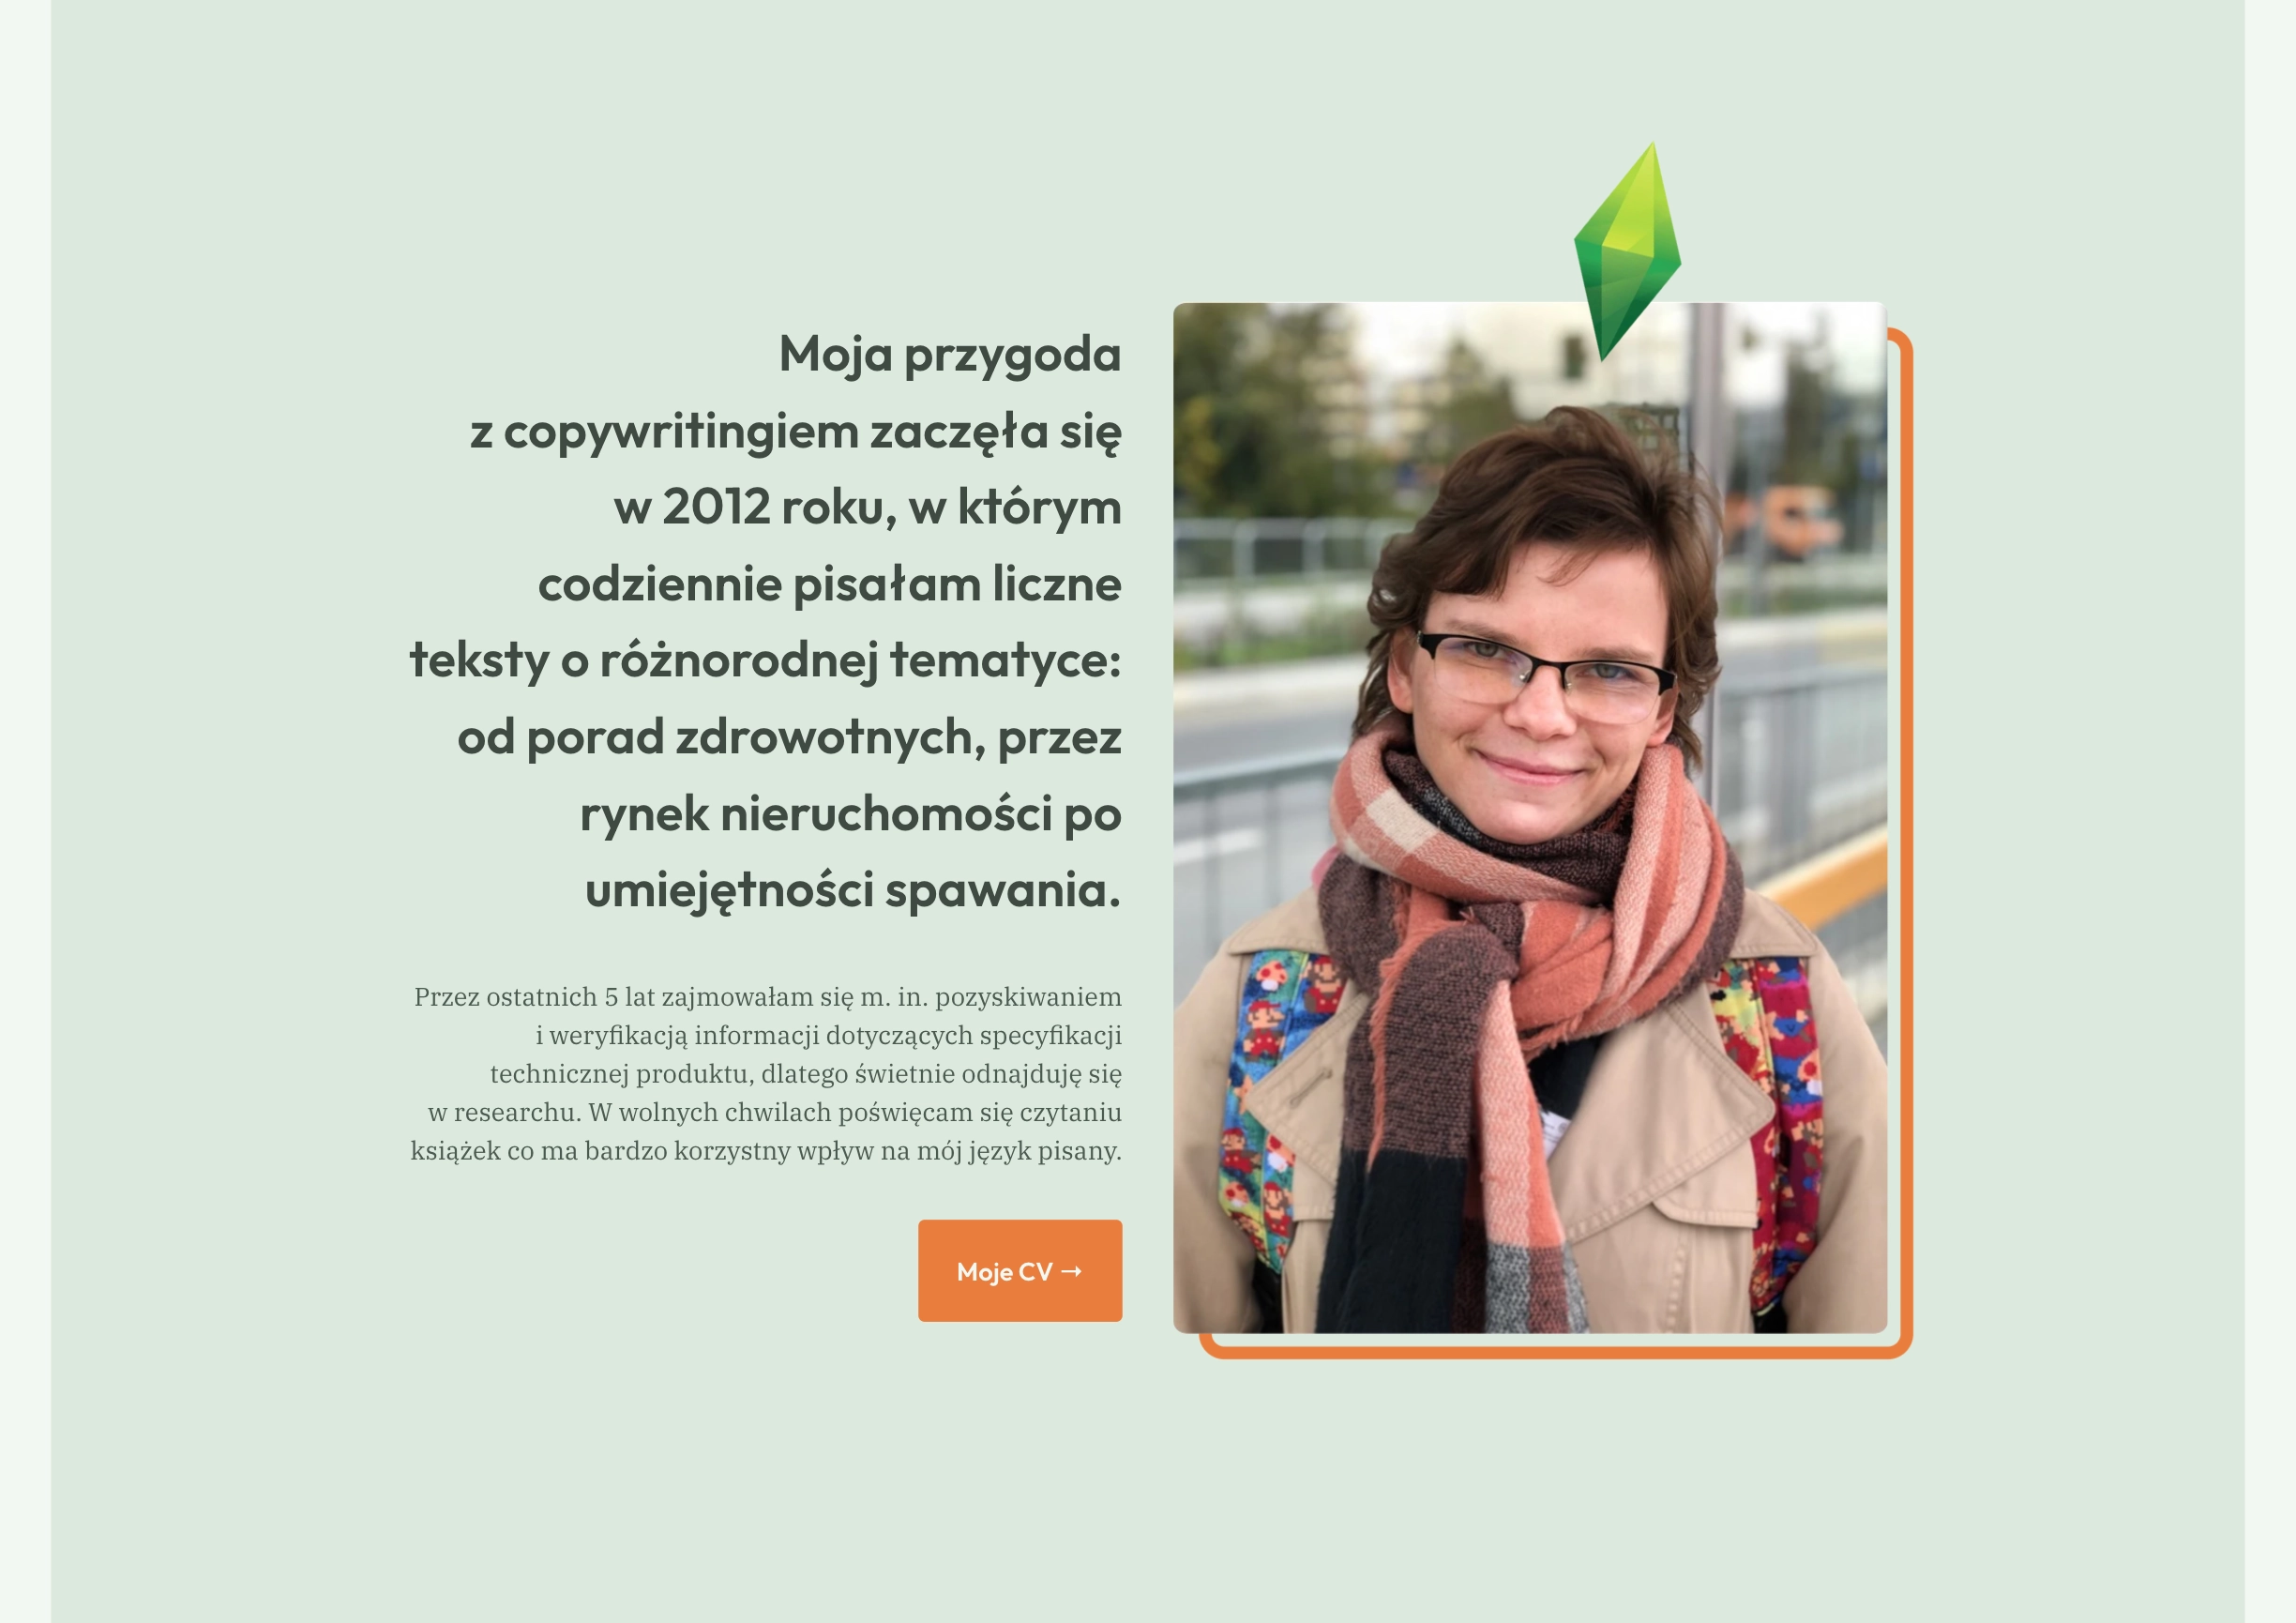 Moja przygoda
z copywritingiem zaczęła się
w 2012 roku, w którym
codziennie pisałam liczne
teksty o różnorodnej tematyce:
od porad zdrowotnych, przez
rynek nieruchomości po
umiejętności spawania.
Przez ostatnich 5 lat zajmowałam się m. in. pozyskiwaniem
i weryfikacją informacji dotyczących specyfikacji
technicznej produktu, dlatego świetnie odnajduję się
w researchu. W wolnych chwilach poświęcam się czytaniu
książek co ma bardzo korzystny wpływ na mój język pisany.
Moje CV →